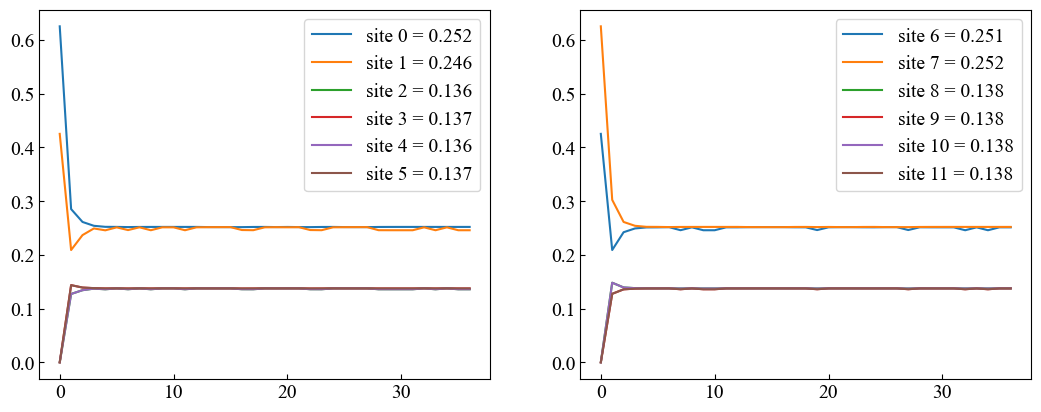 0.6
0.5
0.4
0.3
0.2
0.1
0.0
0
10
20
30
site 0 = 0.252
site 1 = 0.246
site 2 = 0.136
site 3 = 0.137
site 4 = 0.136
site 5 = 0.137
0.6
0.5
0.4
0.3
0.2
0.1
0.0
0
10
20
30
site 6 = 0.251
site 7 = 0.252
site 8 = 0.138
site 9 = 0.138
site 10 = 0.138
site 11 = 0.138